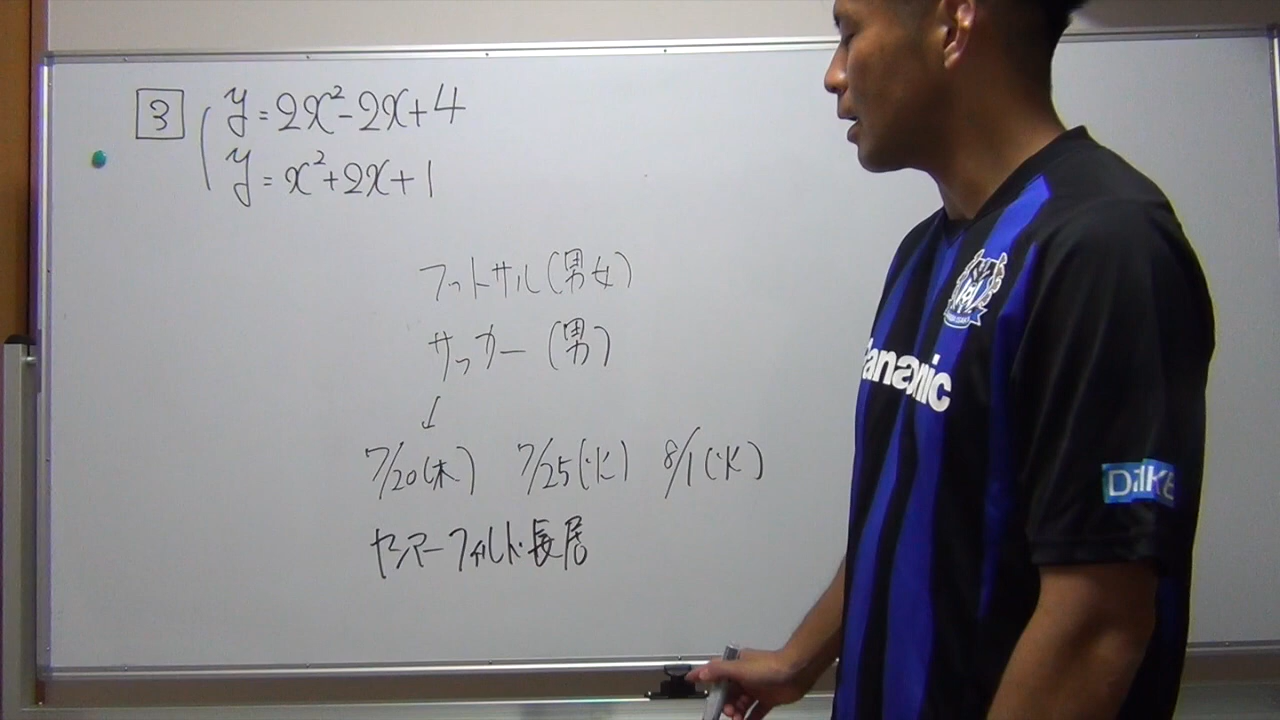 3 y=2x²-2x+4
y=x²+2x+1
フットサル(男女)
サッカー(男)
↓
7/20(木) 7/25(火) 8/1(火)
ヤンマーフィールド長居
Panasonic